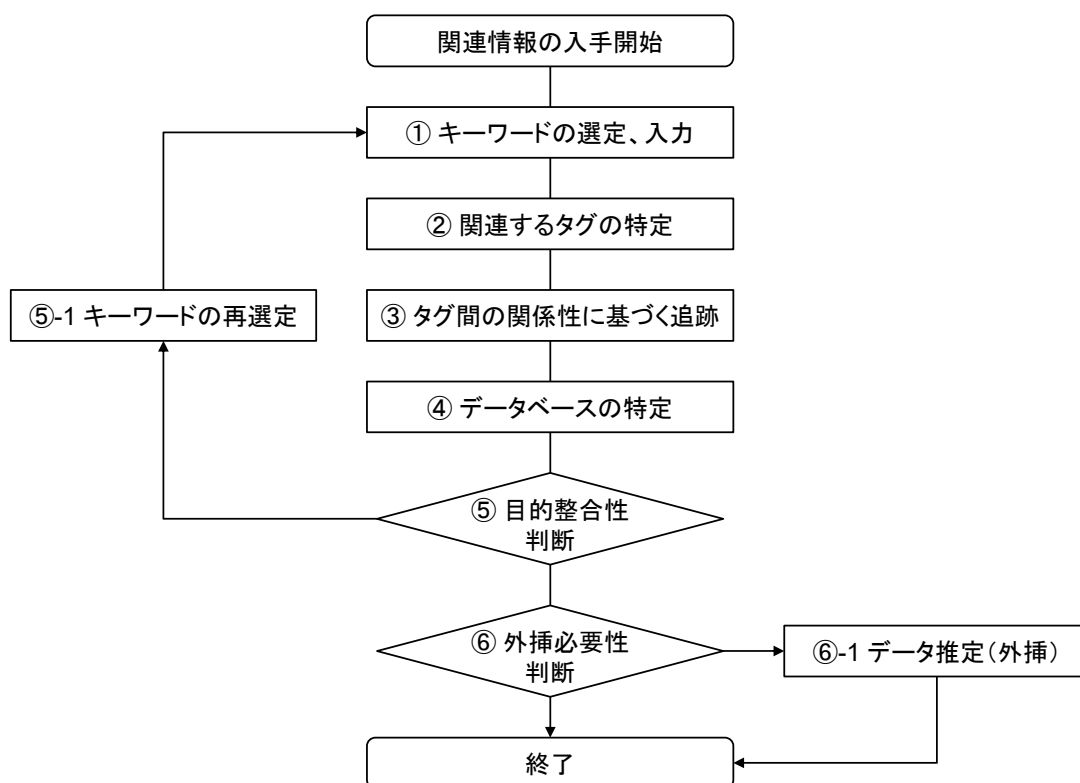 関連情報の入手開始
① キーワードの選定、入力
② 関連するタグの特定
⑤-1 キーワードの再選定
③ タグ間の関係性に基づく追跡
④ データベースの特定
⑤ 目的整合性
判断
⑥ 外挿必要性
判断
⑥-1 データ推定（外挿）
終了